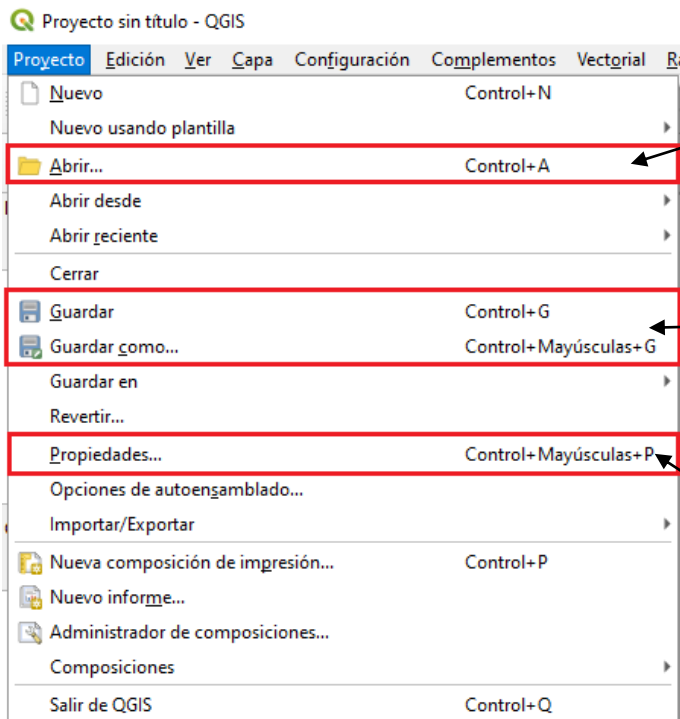 Proyecto sin título - QGIS
Proyecto Edición Ver Capa Configuración Complementos Vectorial
Nuevo Control+N
Nuevo usando plantilla
Abrir... Control+A
Abrir desde
Abrir reciente
Cerrar
Guardar Control+G
Guardar como... Control+Mayúsculas+G
Guardar en
Revertir...
Propiedades... Control+Mayúsculas+P
Opciones de autoensamblado...
Importar/Exportar
Nueva composición de impresión... Control+P
Nuevo informe...
Administrador de composiciones...
Composiciones
Salir de QGIS Control+Q